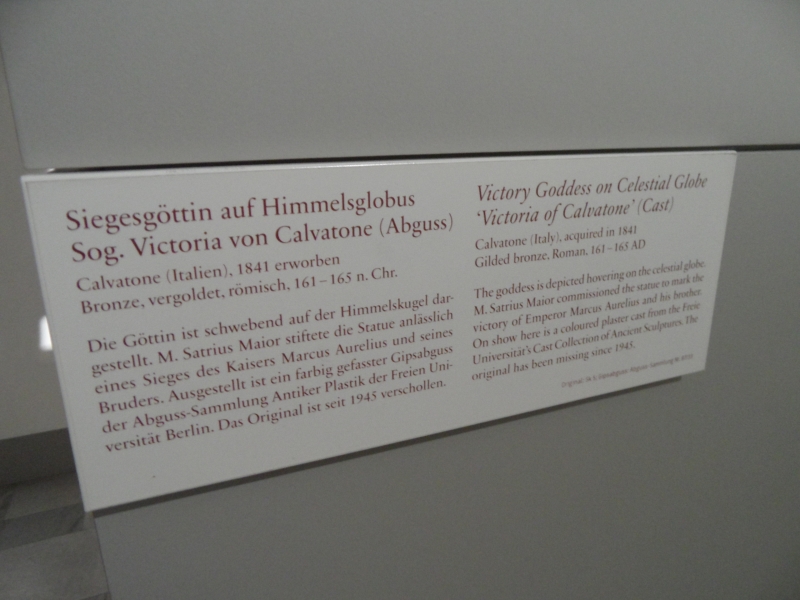 Siegesgöttin auf Himmelsglobus
Sog. Victoria von Calvatone (Abguss)
Calvatone (Italien), 1841 erworben
Bronze, vergoldet, römisch, 161–165 n. Chr.
Die Göttin ist schwebend auf der Himmelskugel dar-
gestellt. M. Satrius Maior stiftete die Statue anlässlich
eines Sieges des Kaisers Marcus Aurelius und seines
Bruders. Ausgestellt ist ein farbig gefasster Gipsabguss
der Abguss-Sammlung Antiker Plastik der Freien Uni-
versität Berlin. Das Original ist seit 1945 verschollen.
Victory Goddess on Celestial Globe
‘Victoria of Calvatone’ (Cast)
Calvatone (Italy), acquired in 1841
Gilded bronze, Roman, 161–165 AD
The goddess is depicted hovering on the celestial globe.
M. Satrius Maior commissioned the statue to mark the
victory of Emperor Marcus Aurelius and his brother.
On show here is a coloured plaster cast from the Freie
Universität's Cast Collection of Ancient Sculptures. The
original has been missing since 1945.
Original: